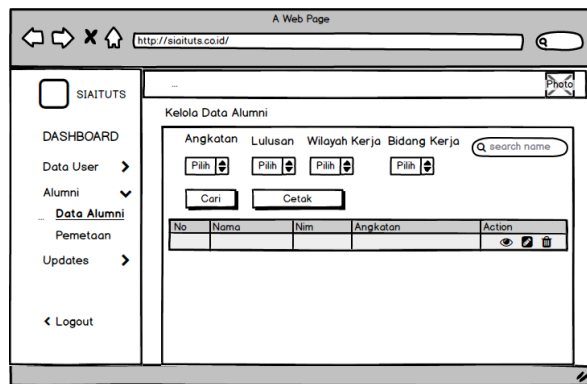 A Web Page
http://siaituts.co.id/
SIAITUTS
...
Photo
DASHBOARD
Data User
Alumni
... Data Alumni
Pemetaan
Updates
Logout
Kelola Data Alumni
Angkatan Lulusan Wilayah Kerja Bidang Kerja
search name
Pilih Pilih Pilih Pilih
Cari Cetak
No Nama Nim Angkatan Action